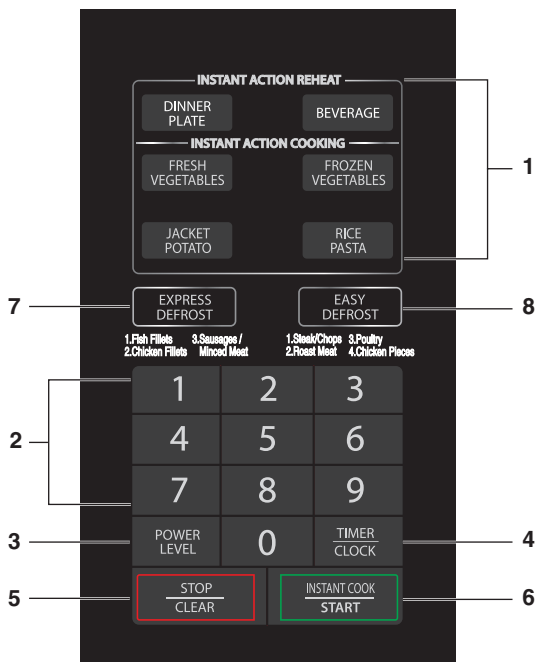 INSTANT ACTION REHEAT
DINNER
PLATE
BEVERAGE
1
INSTANT ACTION COOKING
FRESH
VEGETABLES
FROZEN
VEGETABLES
JACKET
POTATO
RICE
PASTA
7
EXPRESS
DEFROST
EASY
DEFROST
8
1.Fish Fillets 3.Sausages /
2.Chicken Fillets Minced Meat
1.Steak/Chops 3.Poultry
2.Roast Meat 4.Chicken Pieces
2
1 2 3
4 5 6
7 8 9
3
POWER
LEVEL
0
TIMER
CLOCK
4
5
STOP
CLEAR
INSTANT COOK
START
6